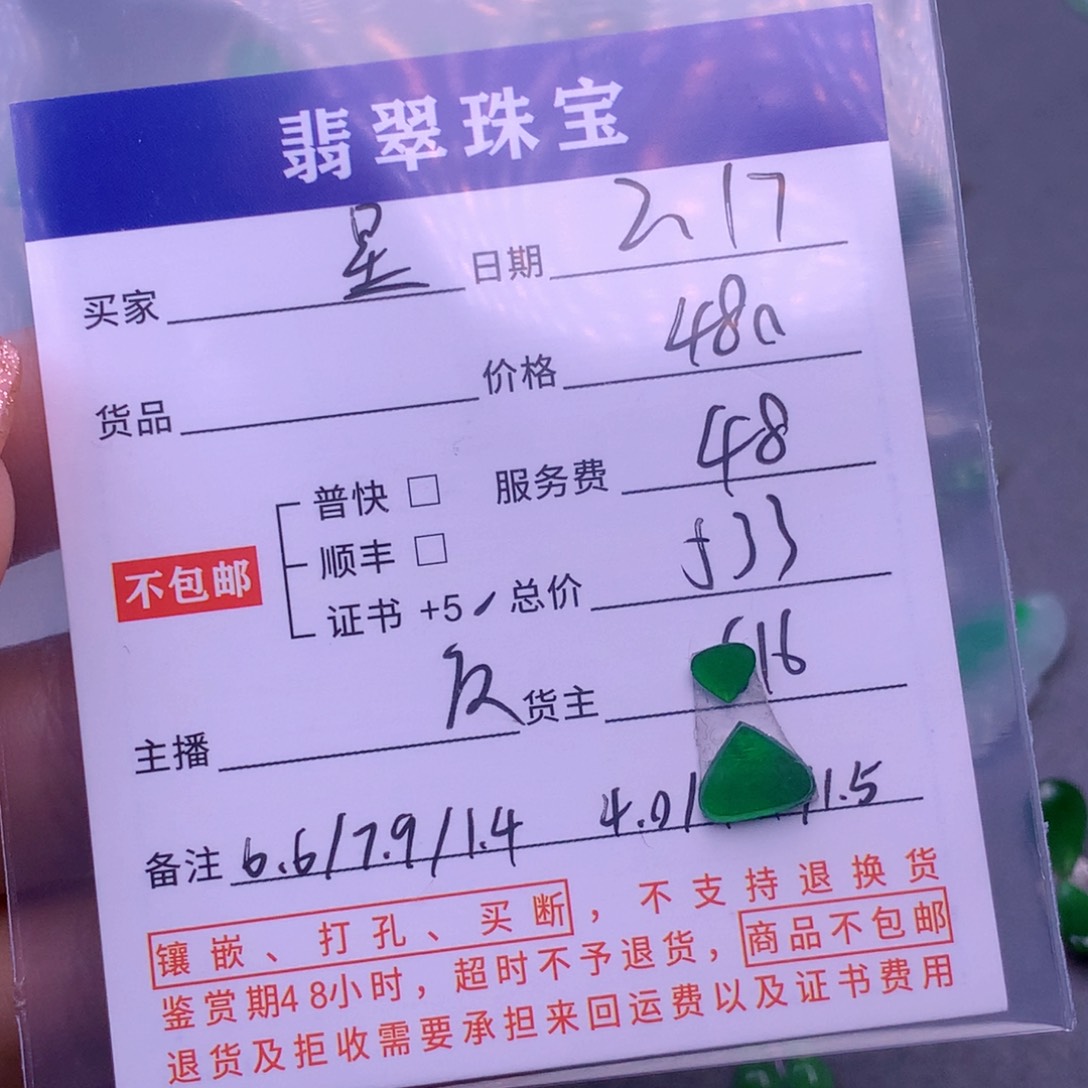 翡翠珠宝
买家 星 日期 2、17
货品 价格 480
普快 □ 服务费 48
不包邮 顺丰 □
证书 +5 ✓ 总价 533
主播 货主 16
备注 6.6/7.9/1.4 4.0/ /1.5
镶嵌、打孔、买断，不支持退换货
鉴赏期48小时，超时不予退货，商品不包邮
退货及拒收需要承担来回运费以及证书费用